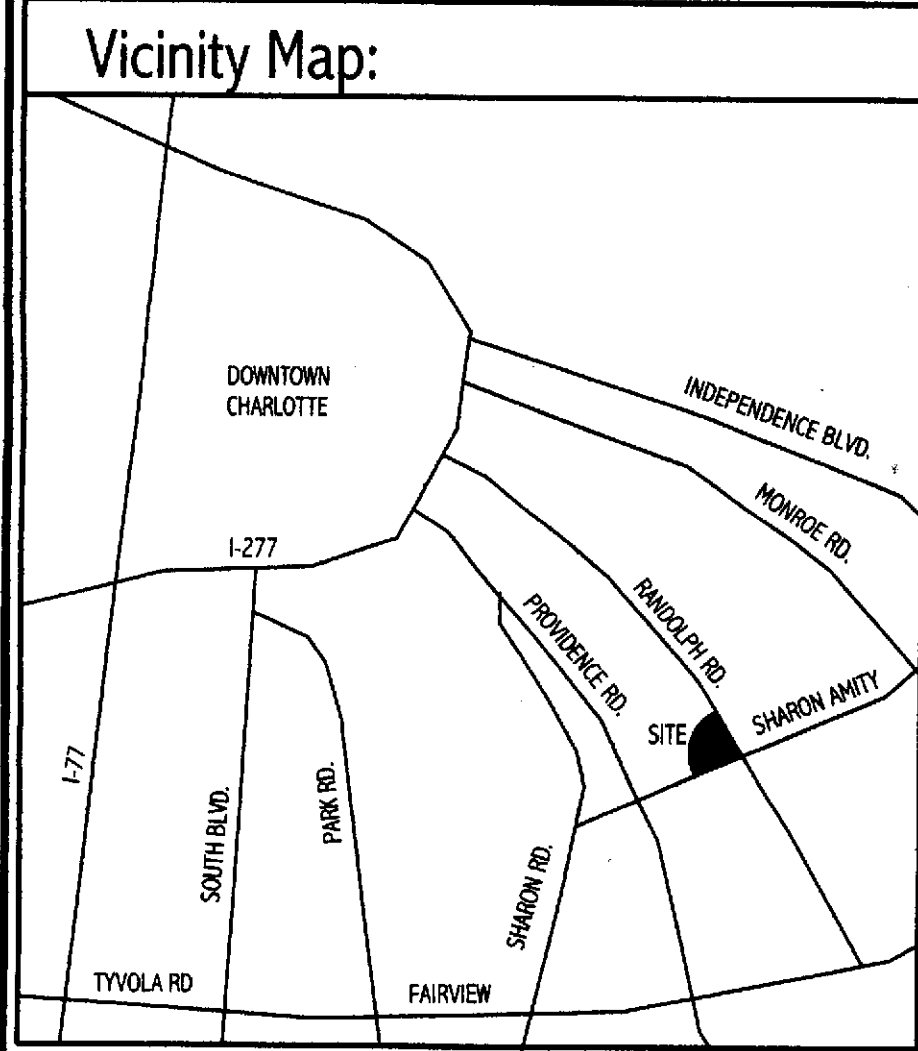 Vicinity Map:
DOWNTOWN
CHARLOTTE
INDEPENDENCE BLVD.
MONROE RD.
I-277
RANDOLPH RD.
PROVIDENCE RD.
SHARON AMITY
SITE
I-77
SOUTH BLVD.
PARK RD.
SHARON RD.
TYVOLA RD
FAIRVIEW